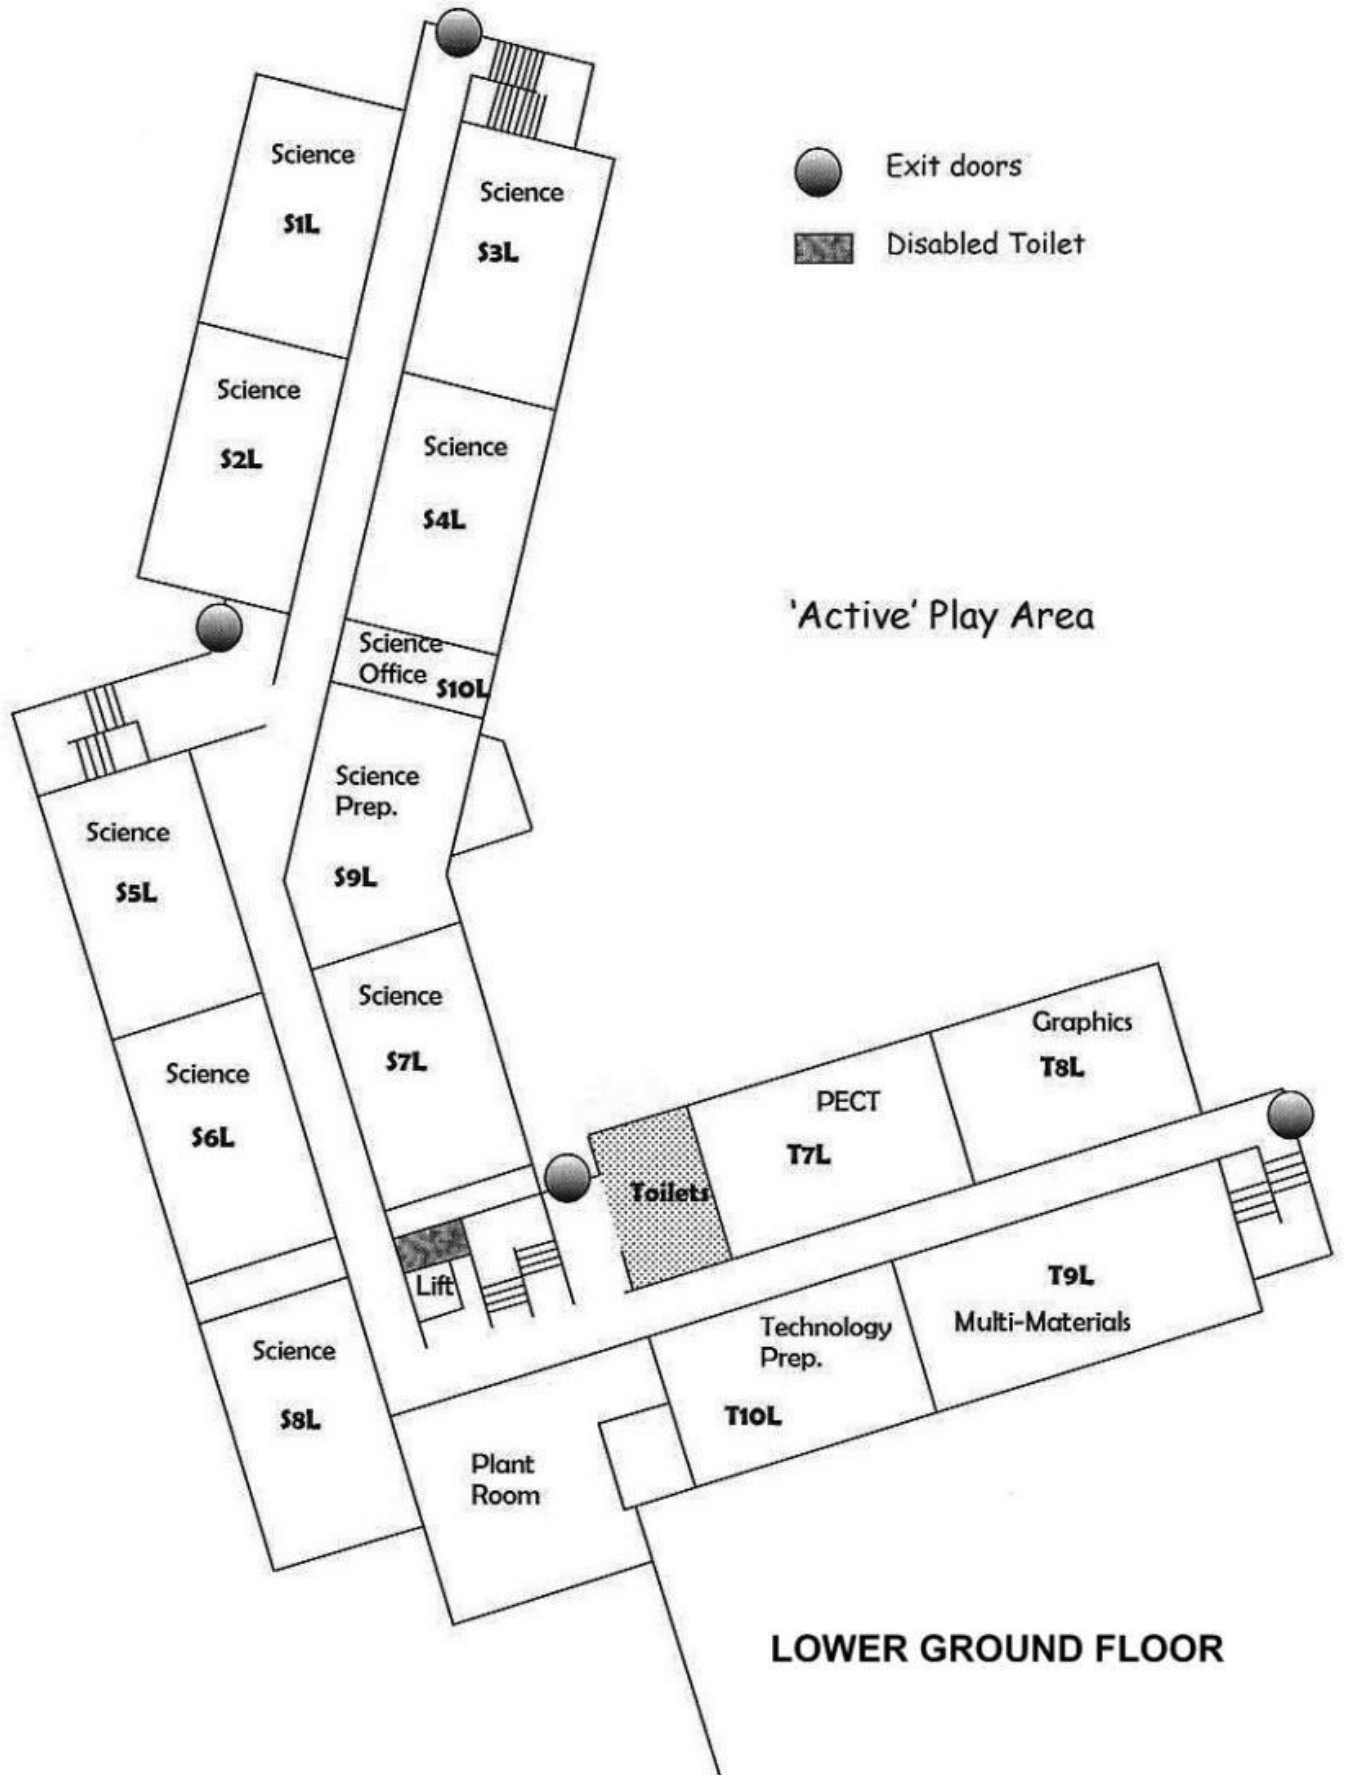 Science
S1L
Science
S3L
Exit doors
Disabled Toilet
Science
S2L
Science
S4L
'Active' Play Area
Science
Office S10L
Science
Prep.
S9L
Science
S5L
Science
S7L
Science
S6L
Graphics
T8L
PECT
T7L
Toilets
Lift
T9L
Multi-Materials
Technology
Prep.
T10L
Science
S8L
Plant
Room
LOWER GROUND FLOOR